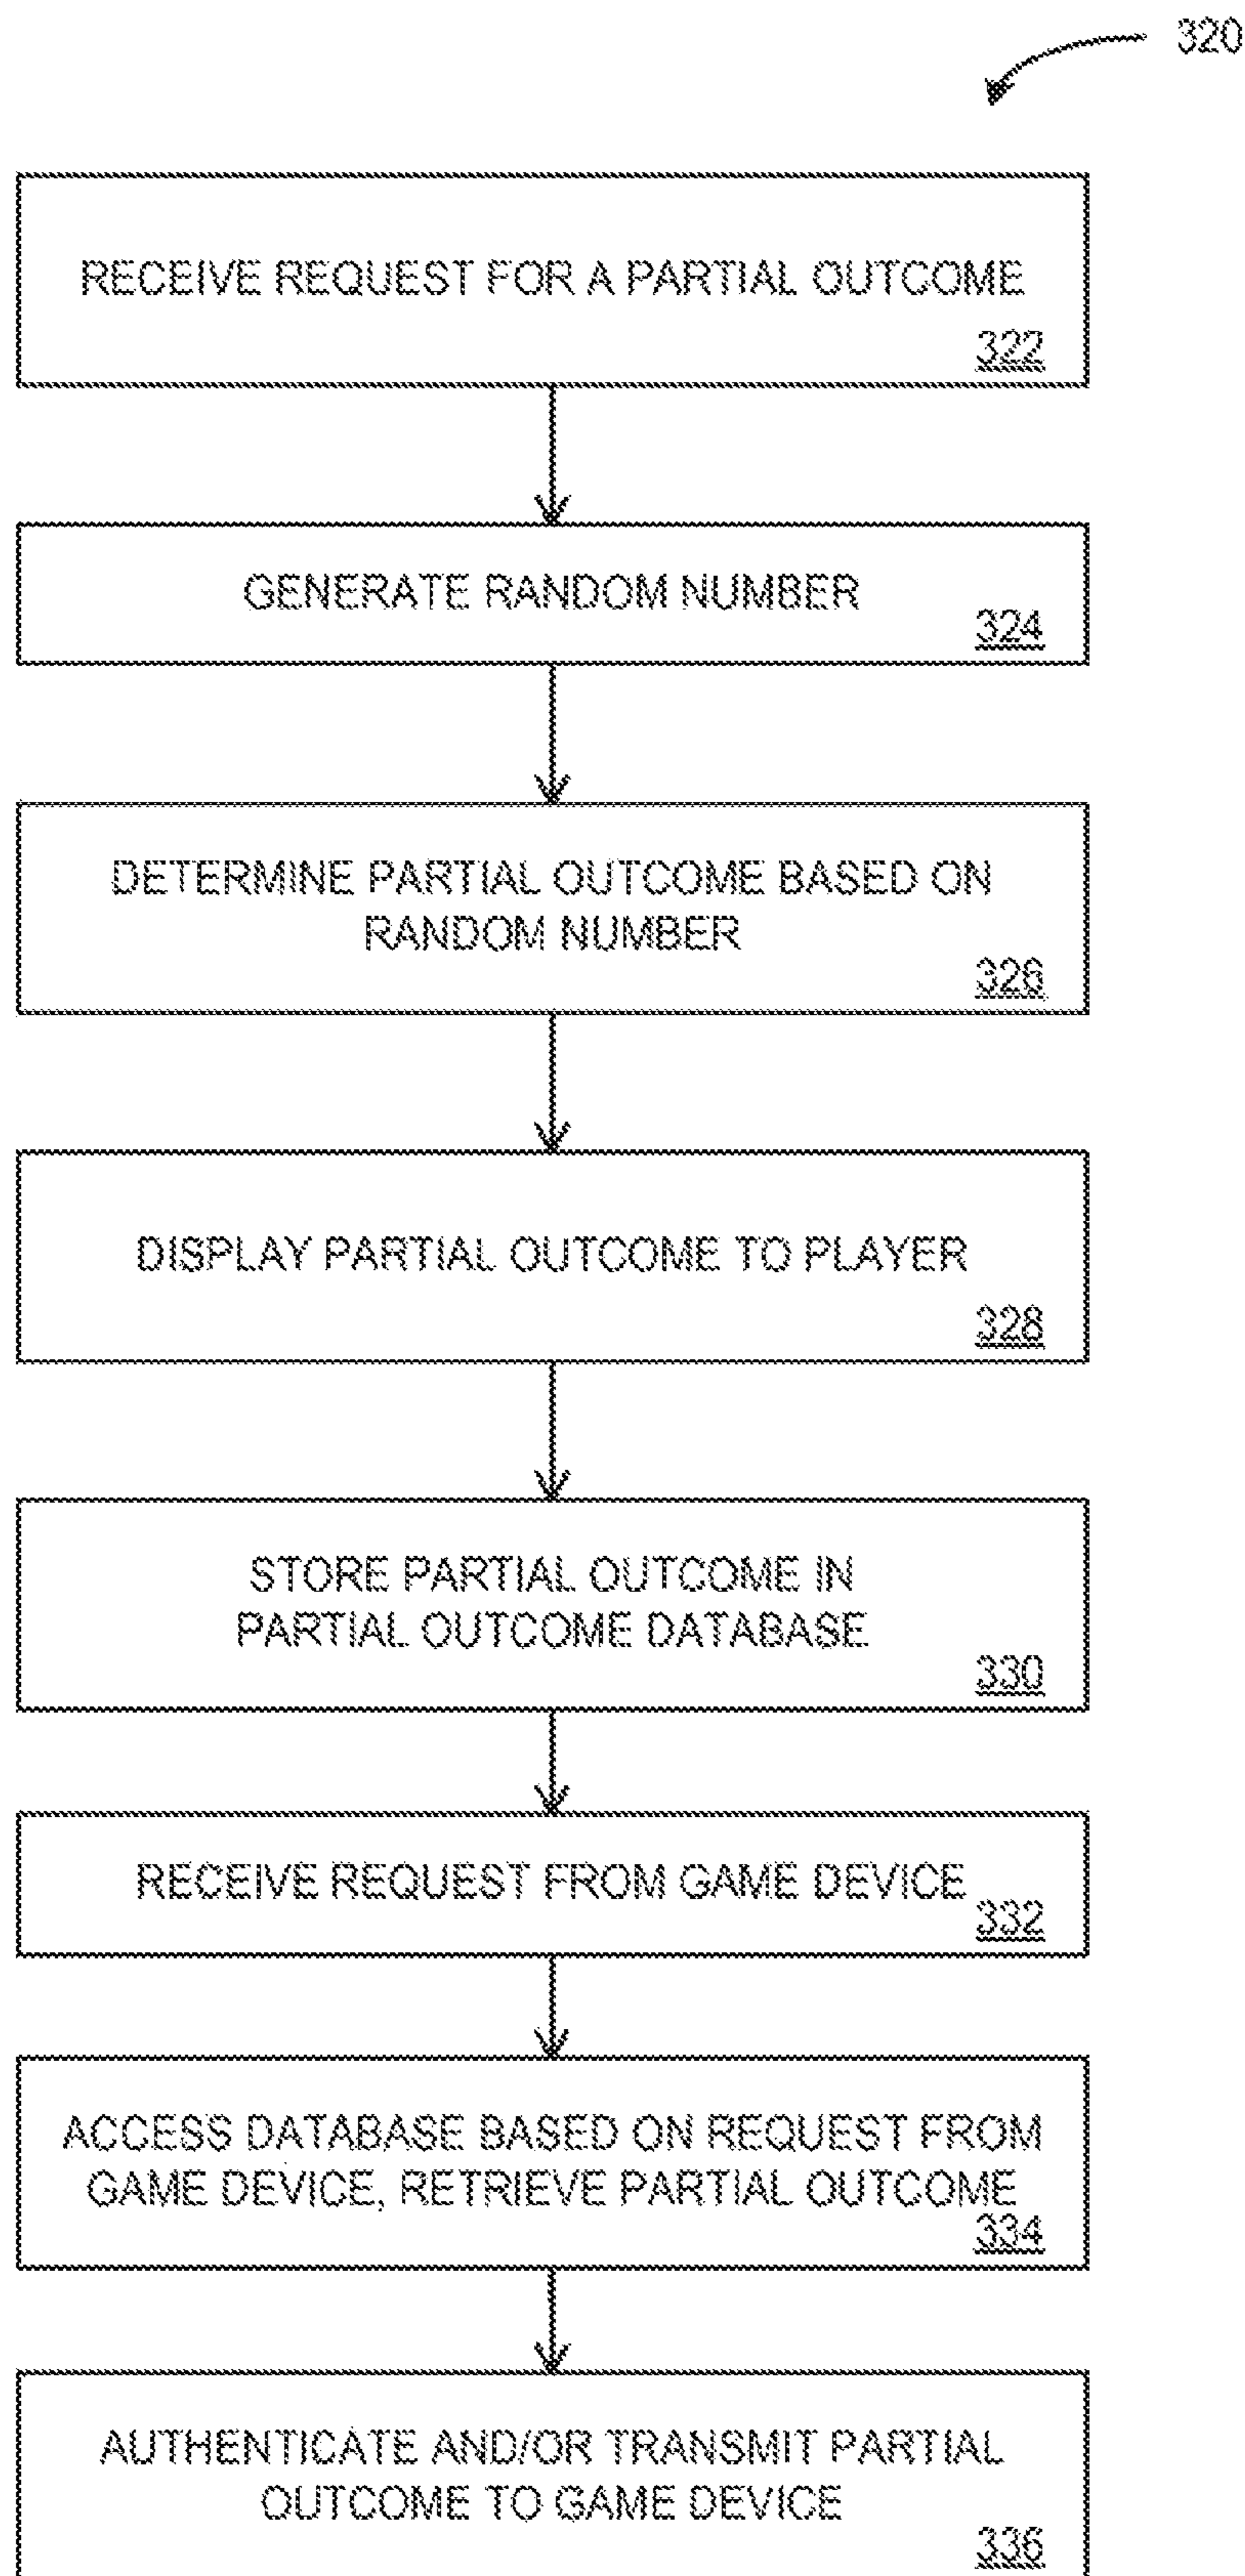 320
RECEIVE REQUEST FOR A PARTIAL OUTCOME
322
GENERATE RANDOM NUMBER
324
DETERMINE PARTIAL OUTCOME BASED ON
RANDOM NUMBER
326
DISPLAY PARTIAL OUTCOME TO PLAYER
328
STORE PARTIAL OUTCOME IN
PARTIAL OUTCOME DATABASE
330
RECEIVE REQUEST FROM GAME DEVICE
332
ACCESS DATABASE BASED ON REQUEST FROM
GAME DEVICE, RETRIEVE PARTIAL OUTCOME
334
AUTHENTICATE AND/OR TRANSMIT PARTIAL
OUTCOME TO GAME DEVICE
336